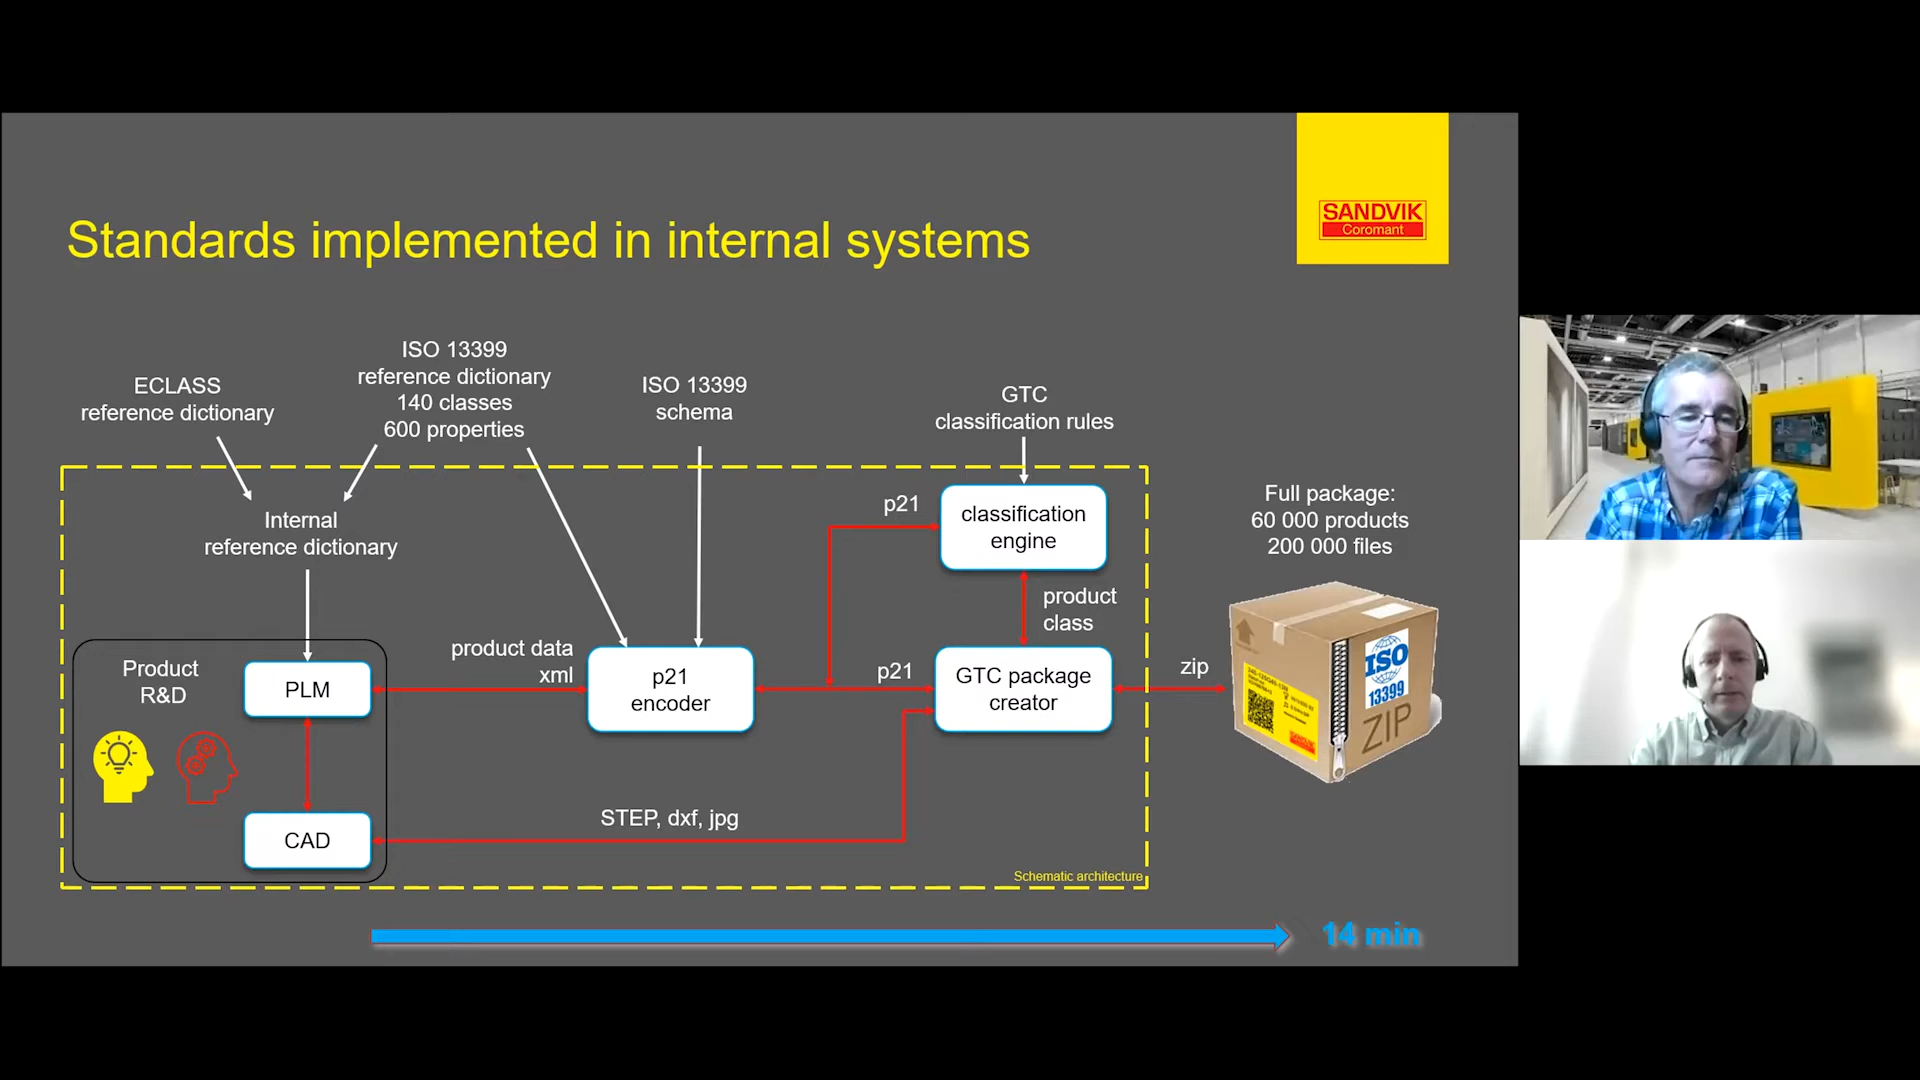 SANDVIK
Coromant
Standards implemented in internal systems
ECLASS
reference dictionary
ISO 13399
reference dictionary
140 classes
600 properties
ISO 13399
schema
GTC
classification rules
Internal
reference dictionary
p21
classification
engine
product
class
Full package:
60 000 products
200 000 files
Product
R&D
PLM
product data
xml
p21
encoder
p21
GTC package
creator
zip
ISO
13399
ZIP
SANDVIK
CAD
STEP, dxf, jpg
Schematic architecture
14 min